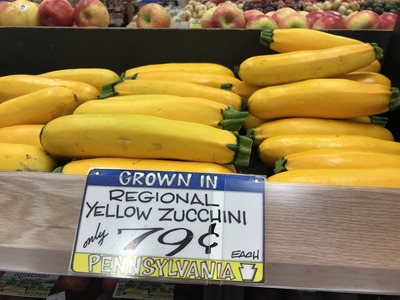 GROWN IN
REGIONAL
YELLOW ZUCCHINI
only 79¢ EACH
PENNSYLVANIA